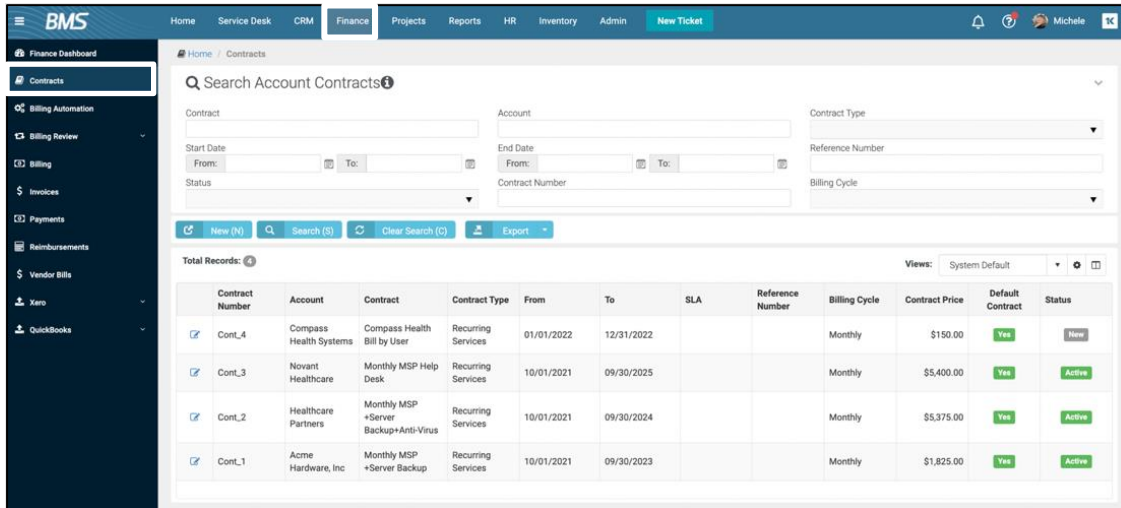 BMS
Home Service Desk CRM Finance Projects Reports HR Inventory Admin New Ticket Michele
Finance Dashboard
Contracts
Billing Automation
Billing Review
Billing
Invoices
Payments
Reimbursements
Vendor Bills
Xero
QuickBooks
Home / Contracts
Search Account Contracts
Contract Account Contract Type
Start Date End Date Reference Number
From: To: From: To:
Status Contract Number Billing Cycle
New (N) Search (S) Clear Search (C) Export
Total Records: 4 Views: System Default
Contract Number Account Contract Contract Type From To SLA Reference Number Billing Cycle Contract Price Default Contract Status
Cont_4 Compass Health Systems Compass Health Bill by User Recurring Services 01/01/2022 12/31/2022 Monthly $150.00 Yes New
Cont_3 Novant Healthcare Monthly MSP Help Desk Recurring Services 10/01/2021 09/30/2025 Monthly $5,400.00 Yes Active
Cont_2 Healthcare Partners Monthly MSP +Server Backup+Anti-Virus Recurring Services 10/01/2021 09/30/2024 Monthly $5,375.00 Yes Active
Cont_1 Acme Hardware, Inc Monthly MSP +Server Backup Recurring Services 10/01/2021 09/30/2023 Monthly $1,825.00 Yes Active